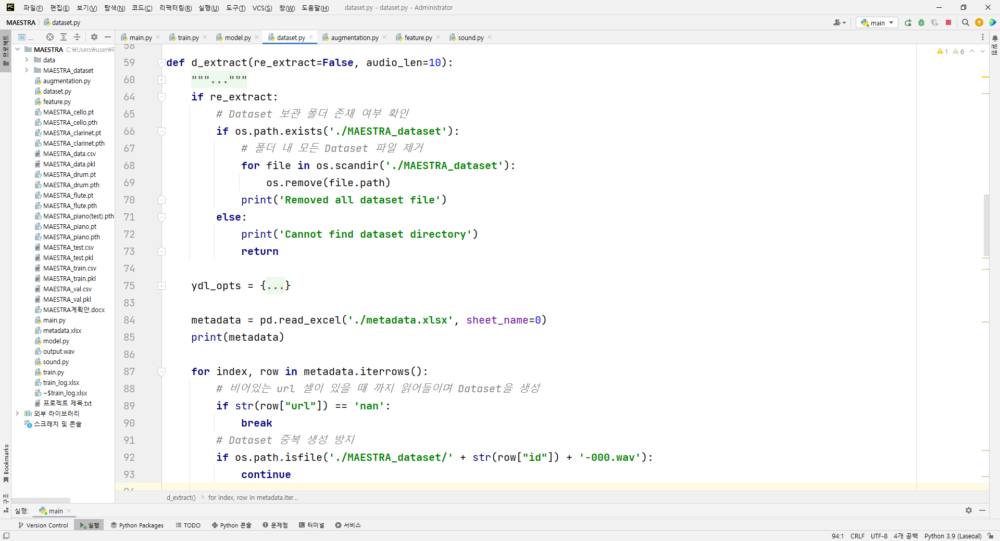 PC 파일(F) 편집(E) 보기(V) 탐색(N) 코드(C) 리팩터링(R) 실행(U) 도구(T) VCS(S) 창(W) 도움말(H) dataset.py - dataset.py - Administrator
MAESTRA dataset.py main
... main.py train.py model.py dataset.py augmentation.py feature.py sound.py
프로젝트
MAESTRA C:₩Users₩user₩P
data
MAESTRA_dataset
augmentation.py
dataset.py
feature.py
MAESTRA_cello.pt
MAESTRA_cello.pth
MAESTRA_clarinet.pt
MAESTRA_clarinet.pth
MAESTRA_data.csv
MAESTRA_data.pkl
MAESTRA_drum.pt
MAESTRA_drum.pth
MAESTRA_flute.pt
MAESTRA_flute.pth
MAESTRA_piano(test).pth
MAESTRA_piano.pt
MAESTRA_piano.pth
MAESTRA_test.csv
MAESTRA_test.pkl
MAESTRA_train.csv
MAESTRA_train.pkl
MAESTRA_val.csv
MAESTRA_val.pkl
MAESTRA계획안.docx
main.py
metadata.xlsx
model.py
output.wav
sound.py
train.py
train_log.xlsx
~$train_log.xlsx
프로젝트 제목.txt
외부 라이브러리
스크래치 및 콘솔
Bookmarks
구조
알림
1 6
58
59 def d_extract(re_extract=False, audio_len=10):
60 """..."""
64 if re_extract:
65 # Dataset 보관 폴더 존재 여부 확인
66 if os.path.exists('./MAESTRA_dataset'):
67 # 폴더 내 모든 Dataset 파일 제거
68 for file in os.scandir('./MAESTRA_dataset'):
69 os.remove(file.path)
70 print('Removed all dataset file')
71 else:
72 print('Cannot find dataset directory')
73 return
74
75 ydl_opts = {...}
83
84 metadata = pd.read_excel('./metadata.xlsx', sheet_name=0)
85 print(metadata)
86
87 for index, row in metadata.iterrows():
88 # 비어있는 url 셀이 있을 때 까지 읽어들이며 Dataset을 생성
89 if str(row["url"]) == 'nan':
90 break
91 # Dataset 중복 생성 방지
92 if os.path.isfile('./MAESTRA_dataset/' + str(row["id"]) + '-000.wav'):
93 continue
94
d_extract() for index, row in metadata.iter...
실행: main
Version Control 실행 Python Packages TODO Python 콘솔 문제점 터미널 서비스
94:1 CRLF UTF-8 4개 공백 Python 3.9 (Laseoal)